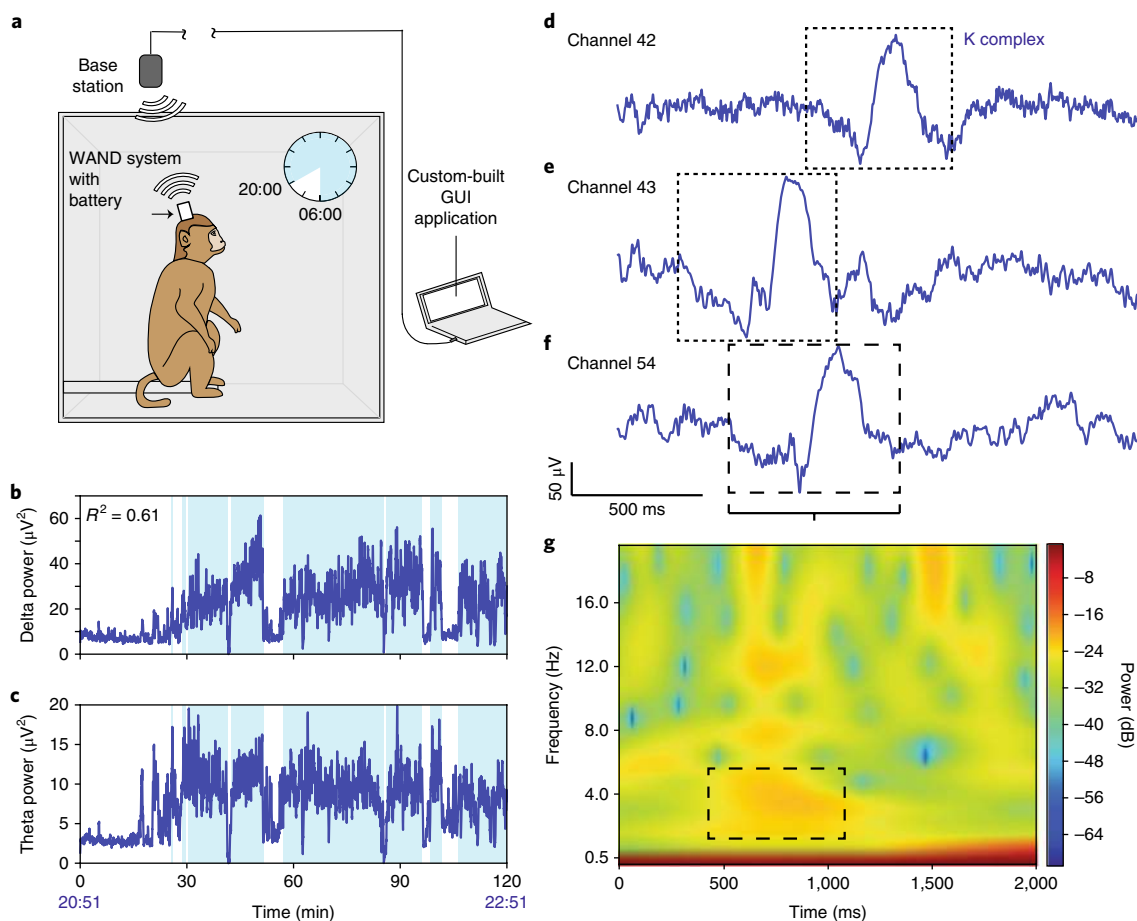 a
Base
station
WAND system
with
battery
20:00
06:00
Custom-built
GUI
application
b
R² = 0.61
Delta power (μV²)
60
40
20
0
c
Theta power (μV²)
20
15
10
5
0
0
30
60
90
120
20:51
Time (min)
22:51
d
Channel 42
K complex
e
Channel 43
f
Channel 54
50 μV
500 ms
g
Frequency (Hz)
16.0
12.0
8.0
4.0
0.5
0
500
1,000
1,500
2,000
Time (ms)
−8
−16
−24
−32
−40
−48
−56
−64
Power (dB)